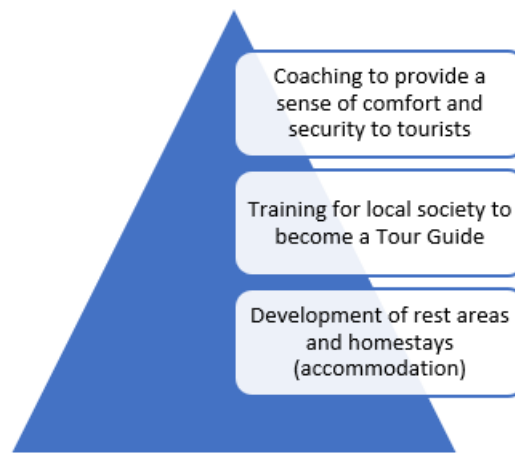 Coaching to provide a
sense of comfort and
security to tourists
Training for local society to
become a Tour Guide
Development of rest areas
and homestays
(accommodation)